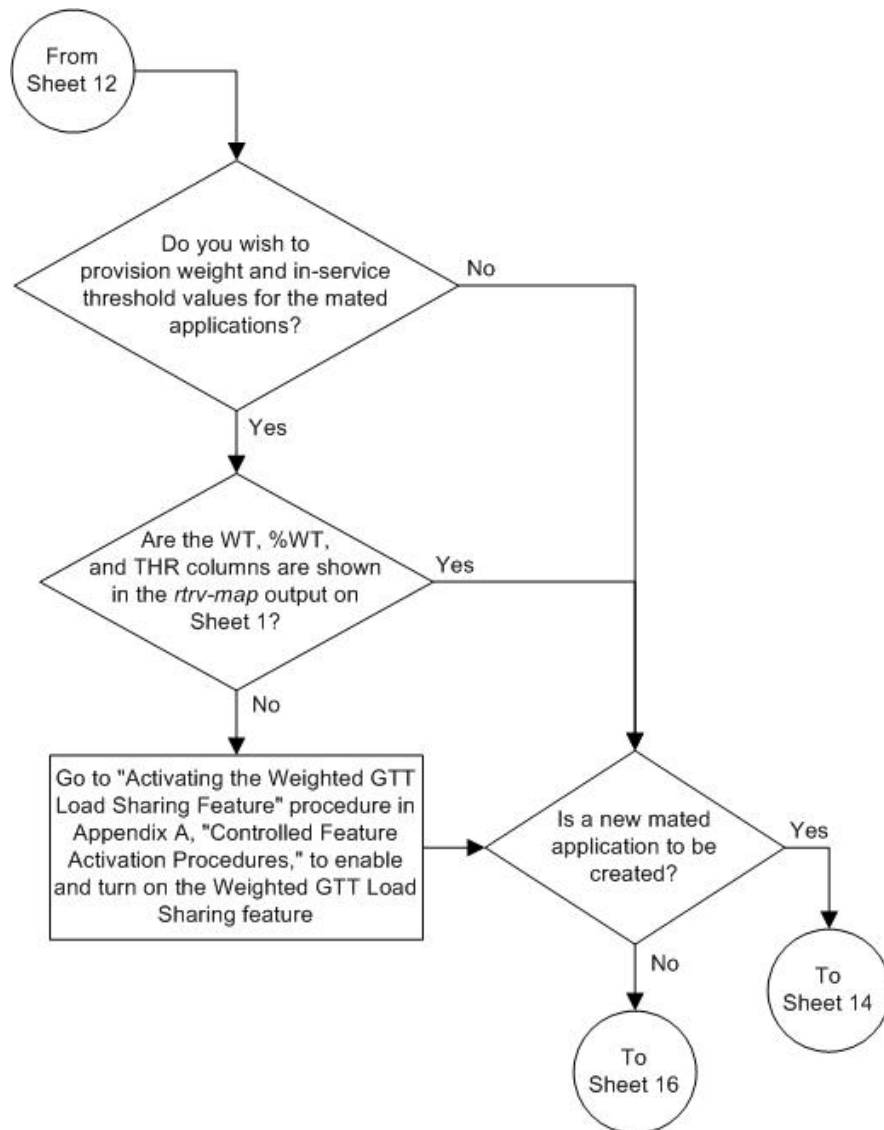 From
Sheet 12
Do you wish to
provision weight and in-service
threshold values for the mated
applications?
No
Yes
Are the WT, %WT,
and THR columns are shown
in the rtrv-map output on
Sheet 1?
Yes
No
Go to "Activating the Weighted GTT
Load Sharing Feature" procedure in
Appendix A, "Controlled Feature
Activation Procedures," to enable
and turn on the Weighted GTT Load
Sharing feature
Is a new mated
application to be
created?
Yes
No
To
Sheet 14
To
Sheet 16